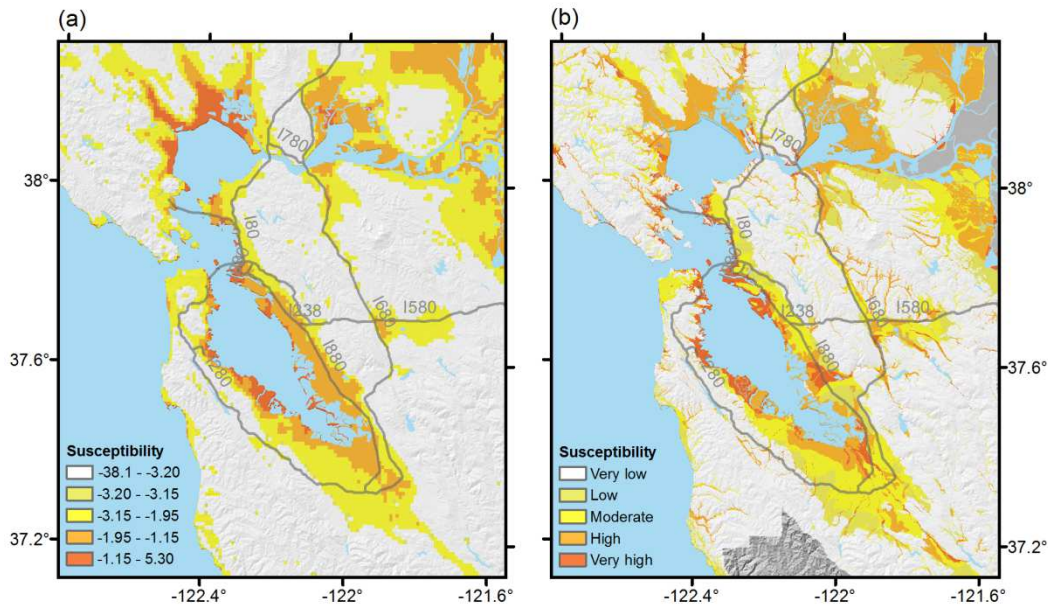 (a)
(b)
I780
I780
38°
38°
I80
I80
I238
I580
I680
I580
I238
I680
37.6°
I880
I880
37.6°
280
280
Susceptibility
-38.1 - -3.20
-3.20 - -3.15
-3.15 - -1.95
-1.95 - -1.15
-1.15 - 5.30
Susceptibility
Very low
Low
Moderate
High
Very high
37.2°
37.2°
-122.4
-122
-121.6
-122.4
-122
-121.6